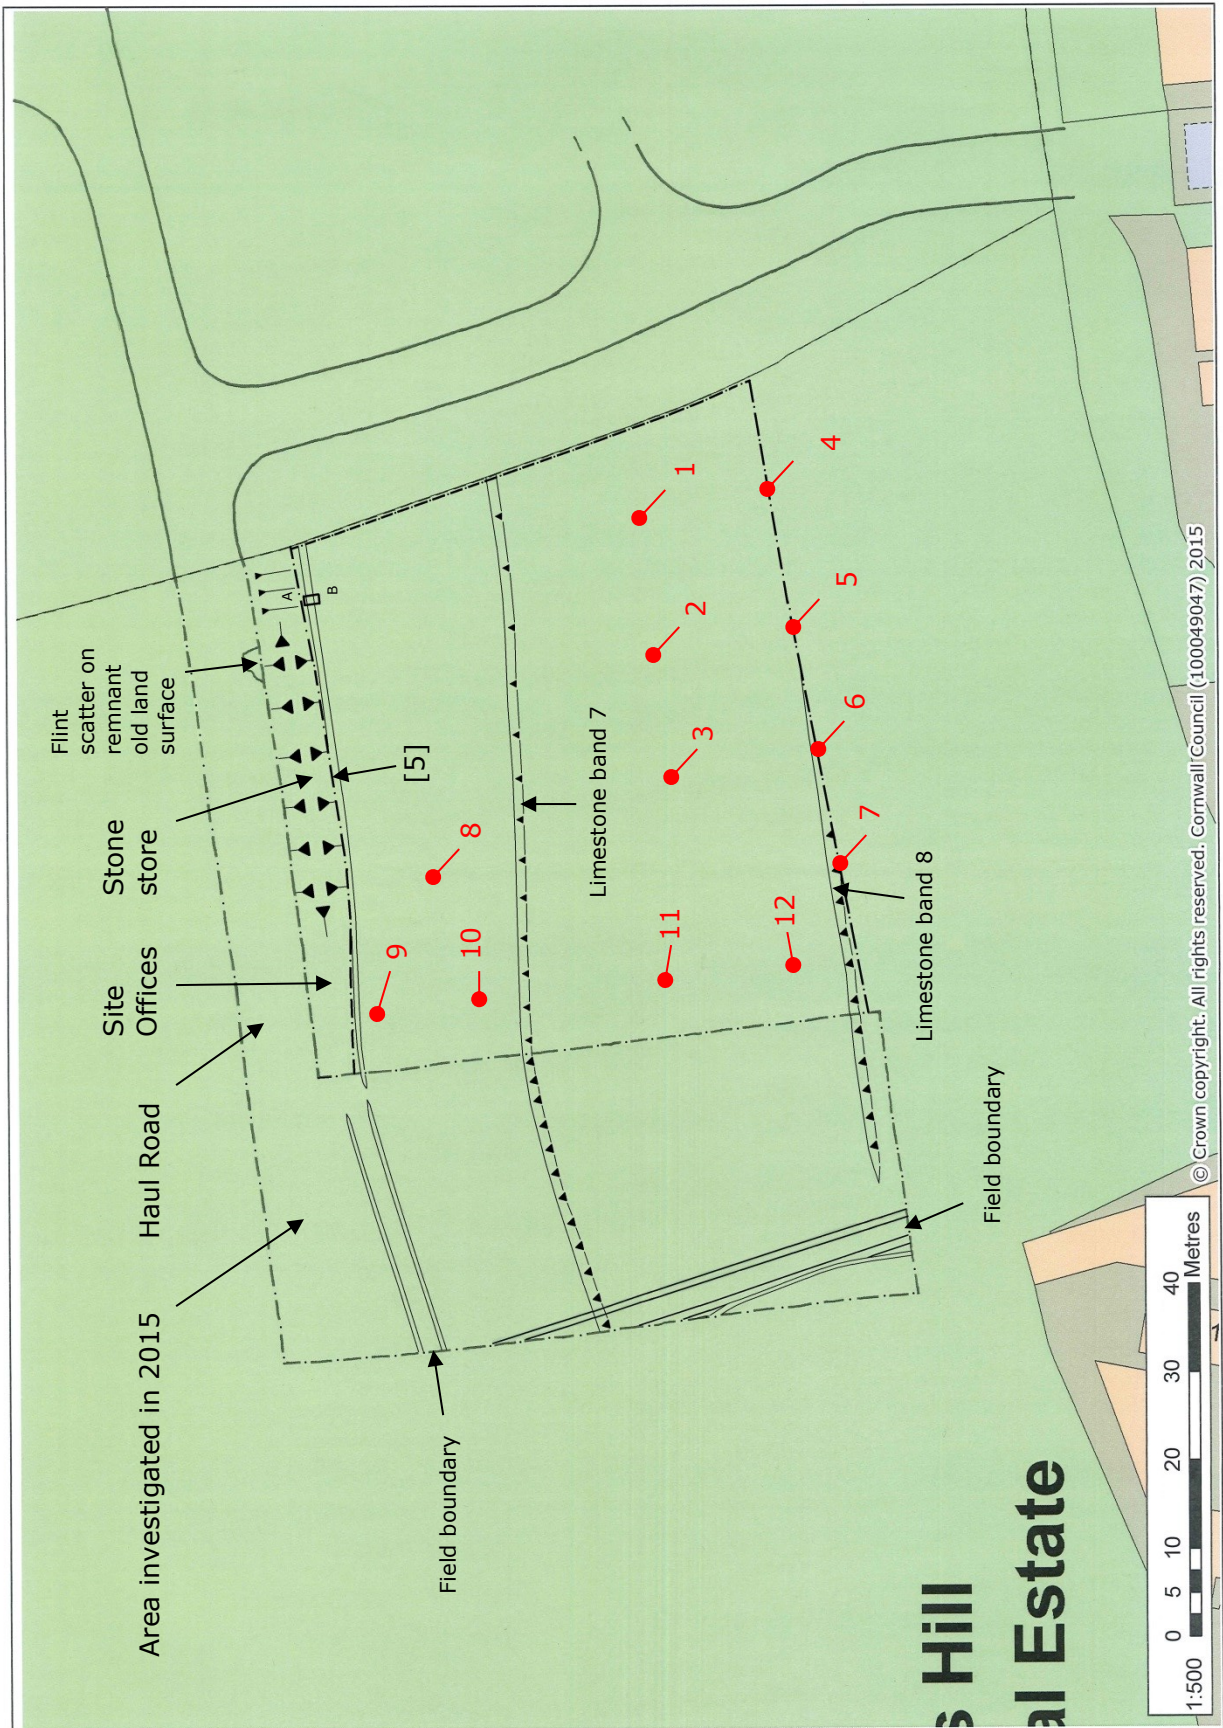 Area investigated in 2015
Haul Road
Site
Offices
Stone
store
Flint
scatter on
remnant
old land
surface
A
B
[5]
Field boundary
9
10
8
Limestone band 7
11
12
3
2
1
7
6
5
4
Limestone band 8
Field boundary
s Hill
al Estate
1:500
0 5 10 20 30 40
Metres
1
© Crown copyright. All rights reserved. Cornwall Council (100049047) 2015